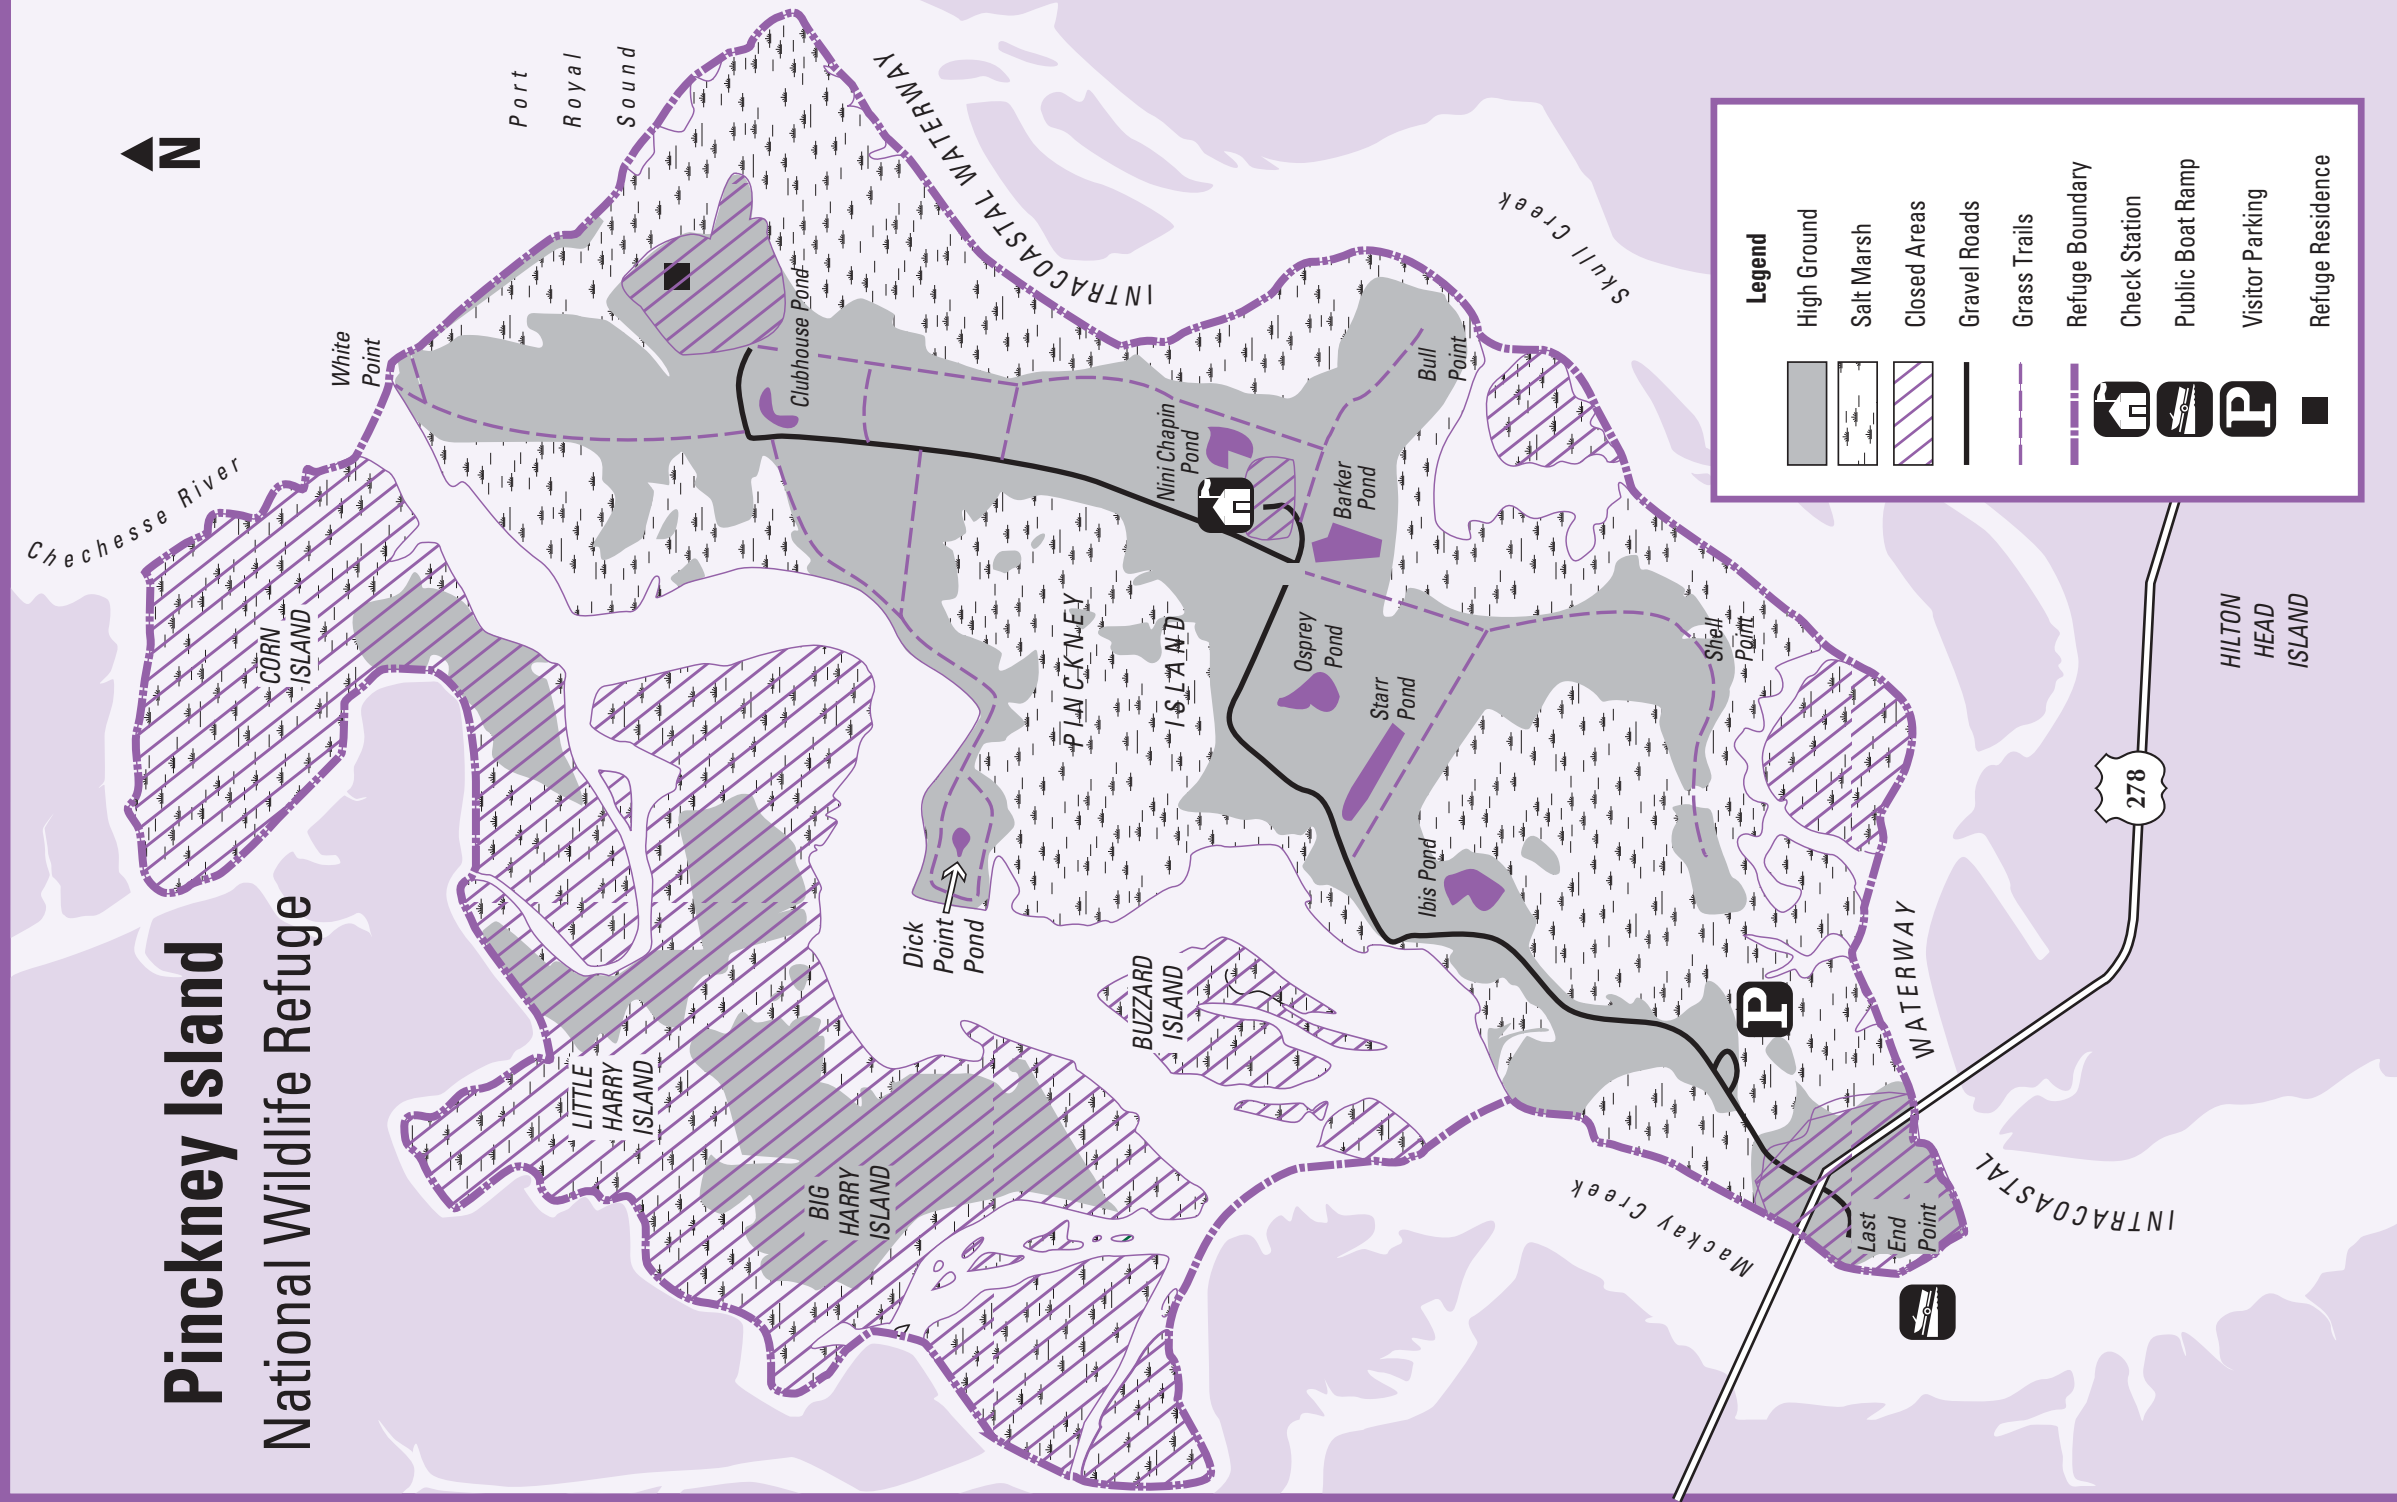 Pinckney Island
National Wildlife Refuge
N
Chechesse River
Port
Royal
Sound
White
Point
CORN
ISLAND
LITTLE
HARRY
ISLAND
BIG
HARRY
ISLAND
Clubhouse Pond
INTRACOASTAL WATERWAY
Dick
Point
Pond
PINCKNEY
ISLAND
BUZZARD
ISLAND
Nini Chapin
Pond
Barker
Pond
Bull
Point
Skull Creek
Osprey
Pond
Starr
Pond
Ibis Pond
Shell
Point
P
Mackay Creek
Last
End
Point
INTRACOASTAL
WATERWAY
278
HILTON
HEAD
ISLAND
Legend
High Ground
Salt Marsh
Closed Areas
Gravel Roads
Grass Trails
Refuge Boundary
Check Station
Public Boat Ramp
P Visitor Parking
Refuge Residence